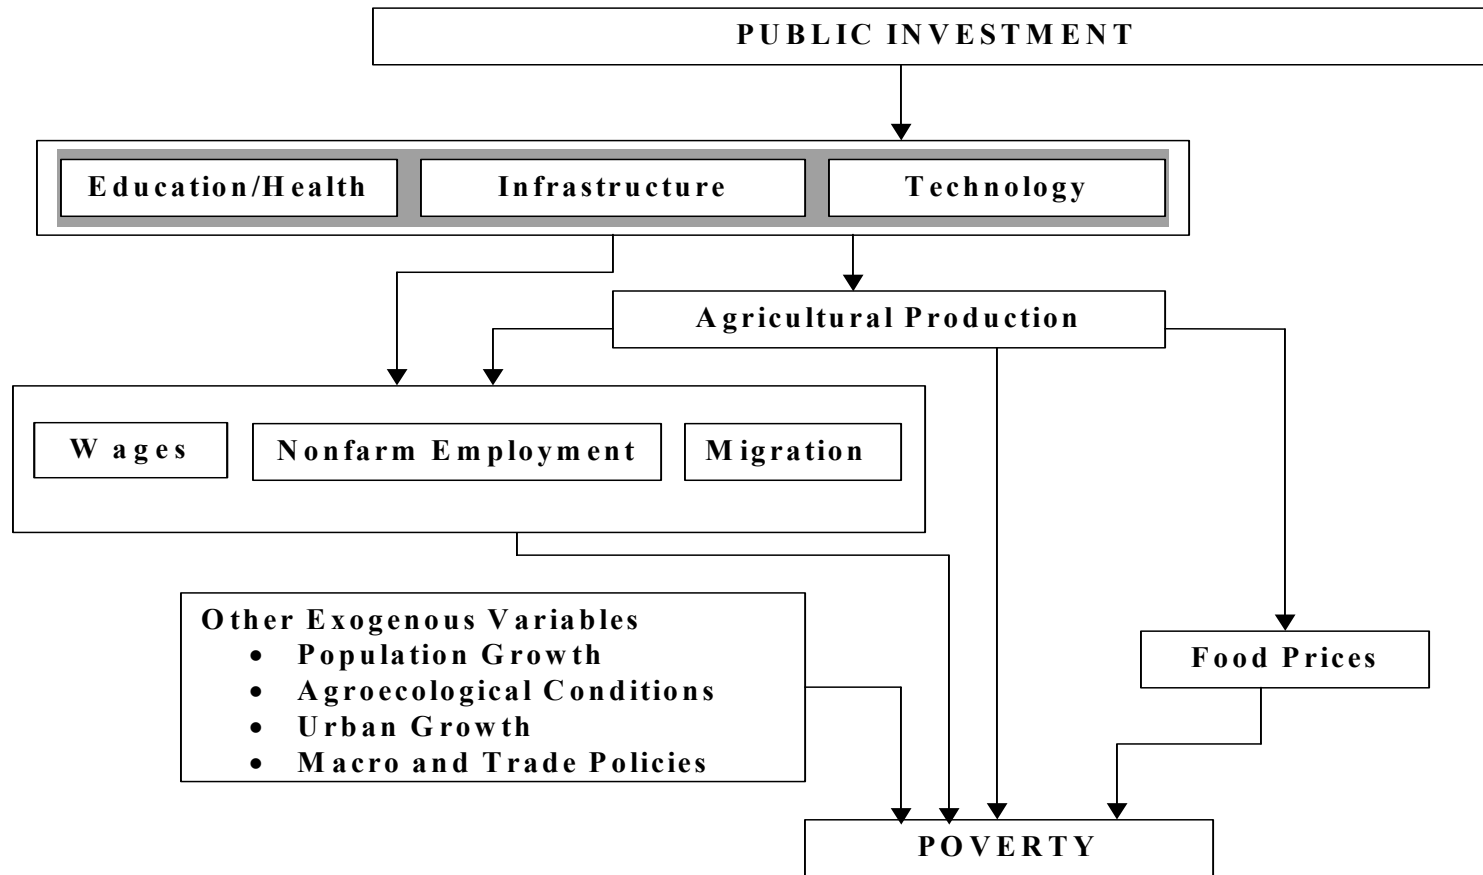 PUBLIC INVESTMENT
Education/Health
Infrastructure
Technology
Agricultural Production
Wages
Nonfarm Employment
Migration
Other Exogenous Variables
• Population Growth
• Agroecological Conditions
• Urban Growth
• Macro and Trade Policies
Food Prices
POVERTY